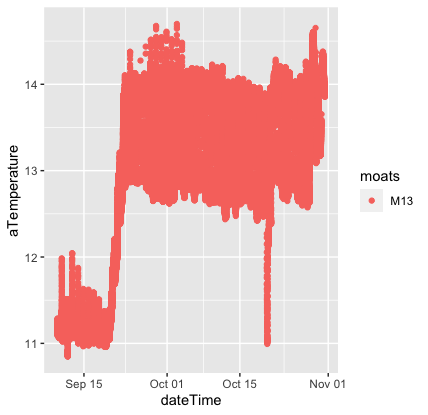 14
13
12
11
aTemperature
Sep 15
Oct 01
Oct 15
Nov 01
dateTime
moats
M13